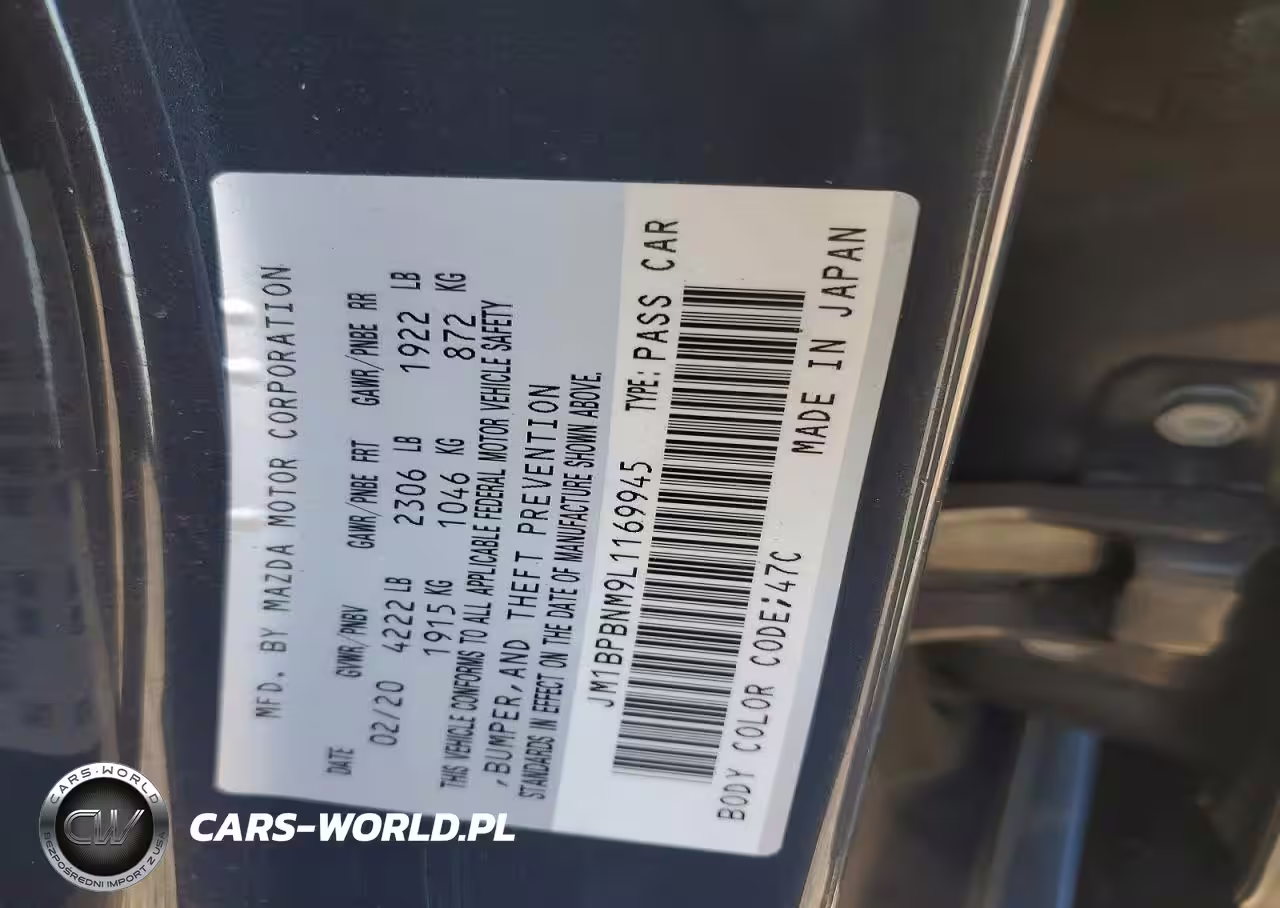 MFD. BY MAZDA MOTOR CORPORATION
DATE GVWR/PNBV GAWR/PNBE FRT GAWR/PNBE RR
02/20 4222 LB 2306 LB 1922 LB
1915 KG 1046 KG 872 KG
THIS VEHICLE CONFORMS TO ALL APPLICABLE FEDERAL MOTOR VEHICLE SAFETY
,BUMPER, AND THEFT PREVENTION
STANDARDS IN EFFECT ON THE DATE OF MANUFACTURE SHOWN ABOVE.
JM1BPBNM9L1169945 TYPE: PASS CAR
BODY COLOR CODE;47C MADE IN JAPAN
CARS-WORLD
CW
BEZPOŚREDNI IMPORT Z USA
CARS-WORLD.PL